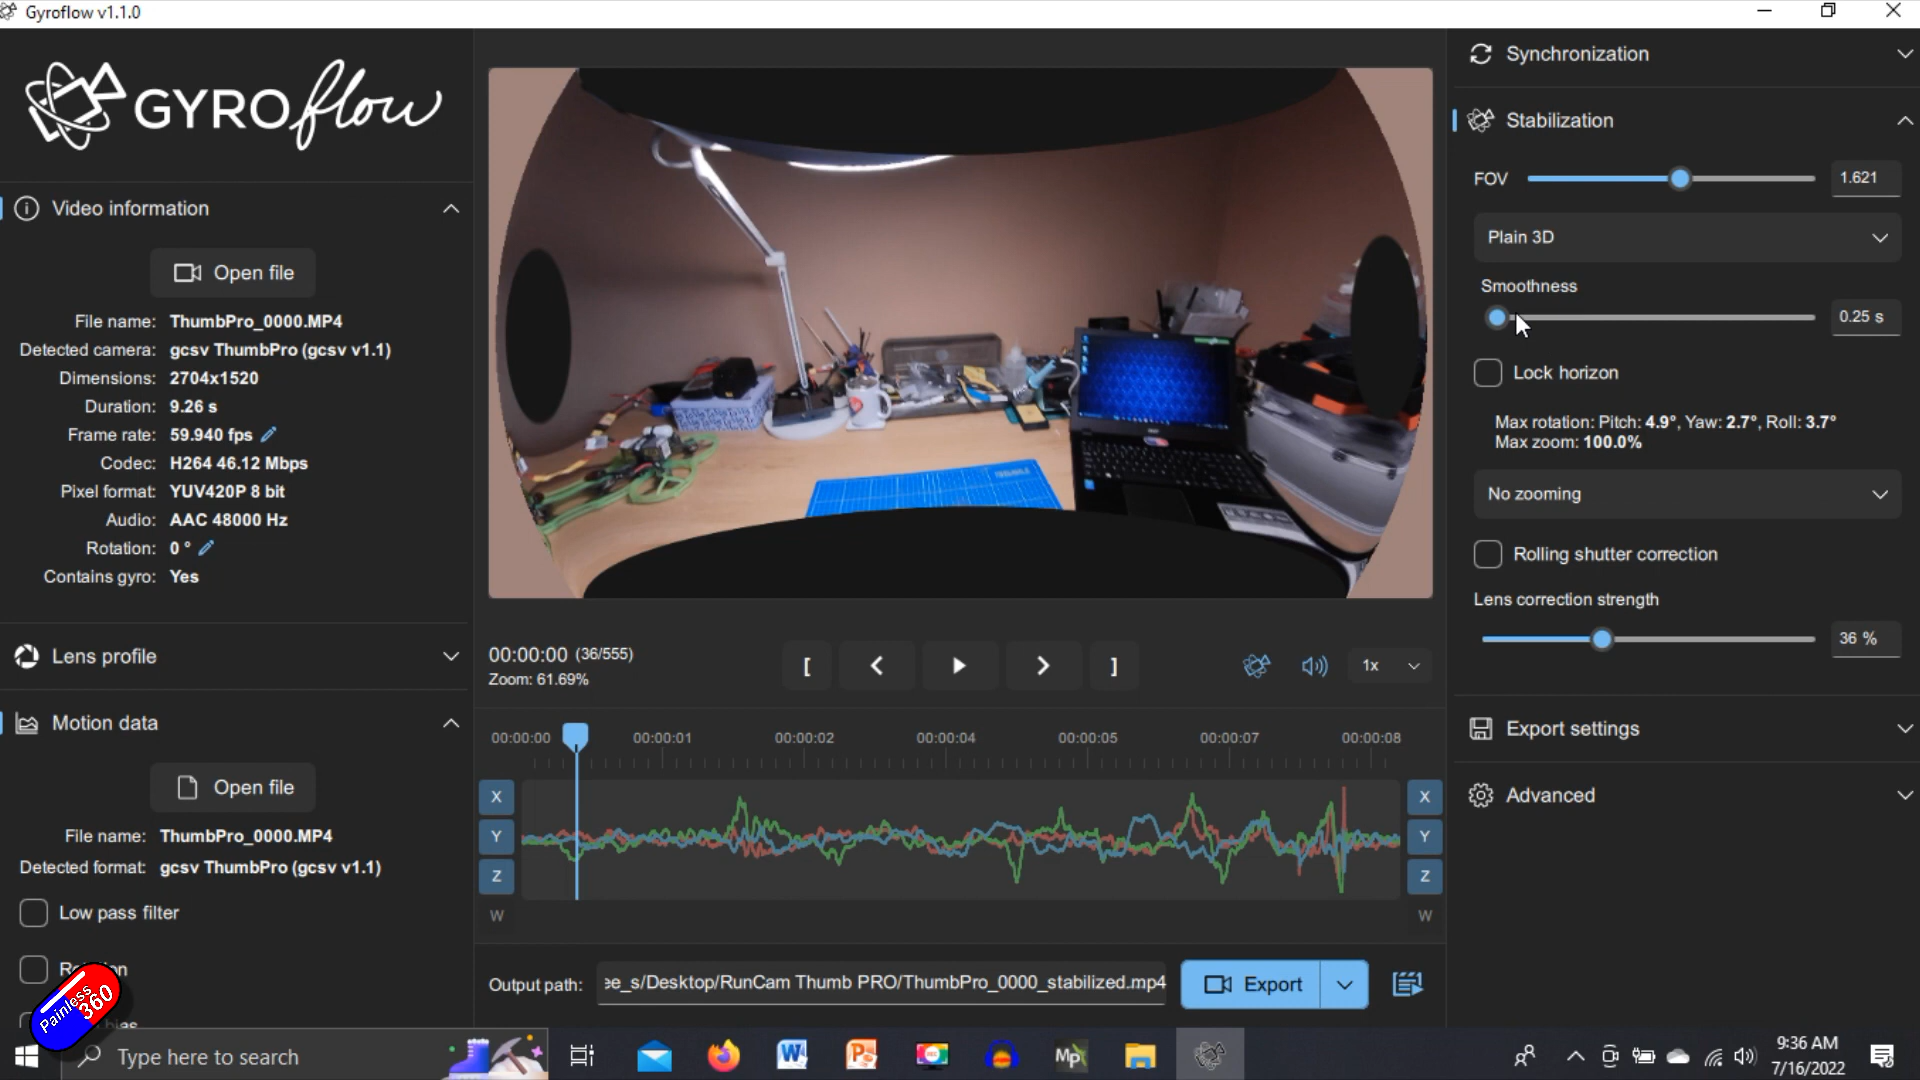 Gyroflow v1.1.0
GYROflow
Video information
Open file
File name: ThumbPro_0000.MP4
Detected camera: gcsv ThumbPro (gcsv v1.1)
Dimensions: 2704x1520
Duration: 9.26 s
Frame rate: 59.940 fps
Codec: H264 46.12 Mbps
Pixel format: YUV420P 8 bit
Audio: AAC 48000 Hz
Rotation: 0 °
Contains gyro: Yes
Lens profile
Motion data
Open file
File name: ThumbPro_0000.MP4
Detected format: gcsv ThumbPro (gcsv v1.1)
Low pass filter
Painless 360
00:00:00 (36/555)
Zoom: 61.69%
[
]
1x
00:00:00 00:00:01 00:00:02 00:00:04 00:00:05 00:00:07 00:00:08
X X
Y Y
Z Z
W W
Output path: ee_s/Desktop/RunCam Thumb PRO/ThumbPro_0000_stabilized.mp4
Export
Synchronization
Stabilization
FOV 1.621
Plain 3D
Smoothness
0.25 s
Lock horizon
Max rotation: Pitch: 4.9°, Yaw: 2.7°, Roll: 3.7°
Max zoom: 100.0%
No zooming
Rolling shutter correction
Lens correction strength
36 %
Export settings
Advanced
Type here to search
W
P
REC
Mp
9:36 AM
7/16/2022